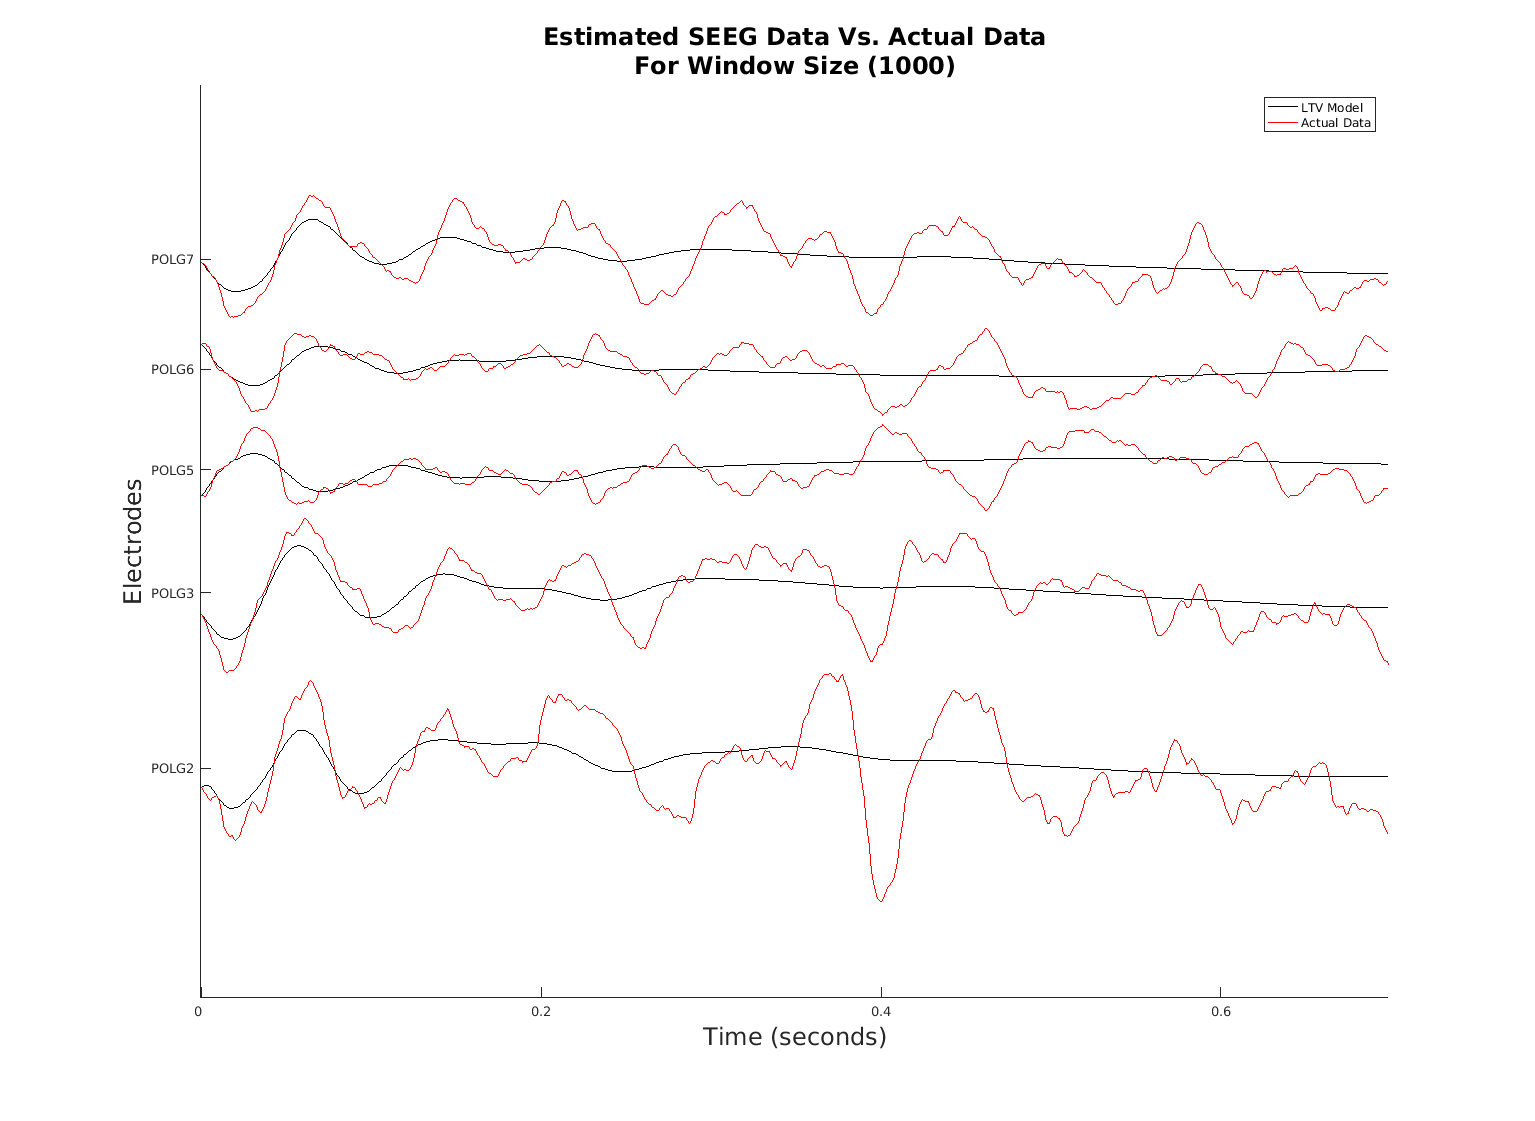 Estimated SEEG Data Vs. Actual Data
For Window Size (1000)
LTV Model
Actual Data
POLG7
POLG6
POLG5
POLG3
POLG2
Electrodes
0 0.2 0.4 0.6
Time (seconds)